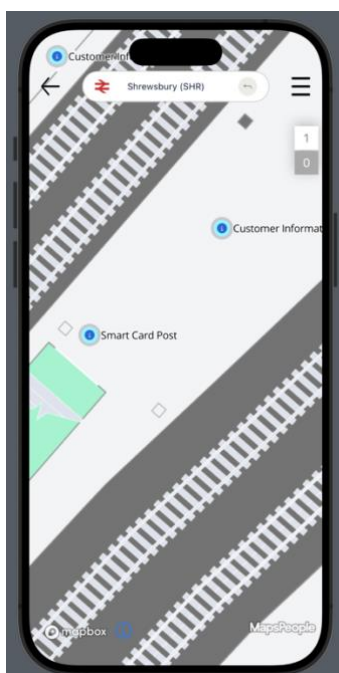 Customer Inf
Shrewsbury (SHR)
1
0
Customer Informat
Smart Card Post
mapbox
MapsPeople